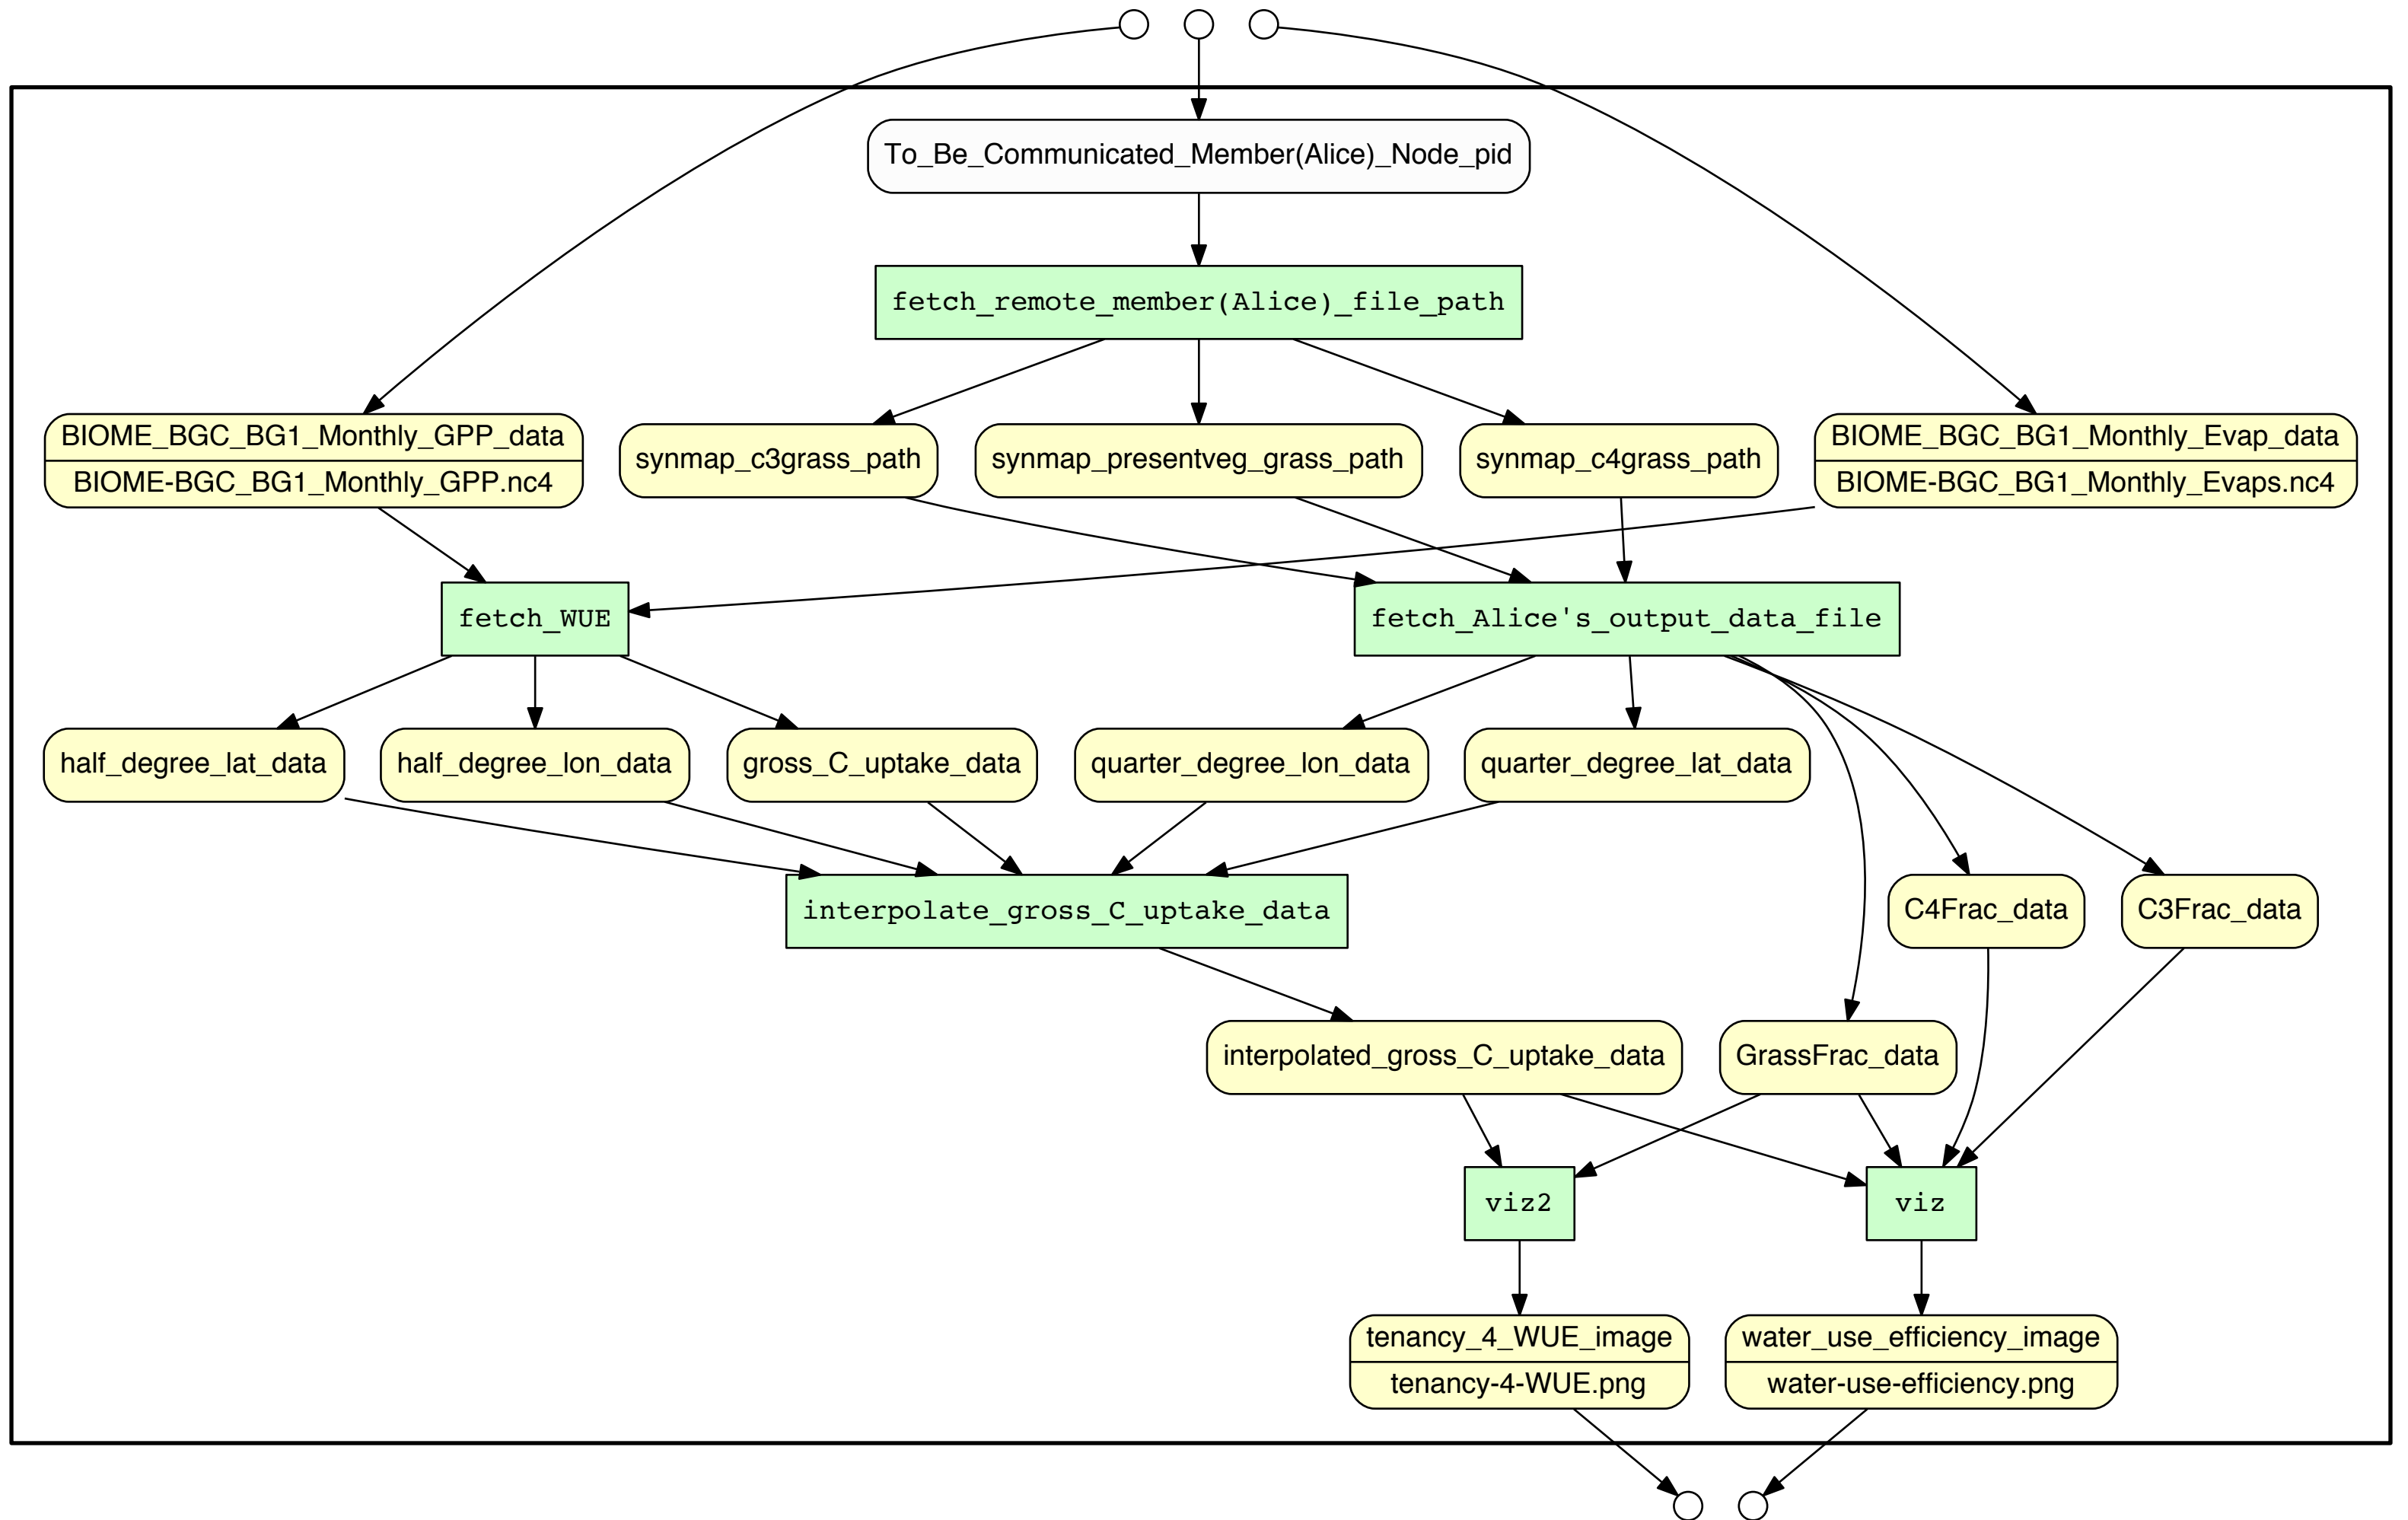 To_Be_Communicated_Member(Alice)_Node_pid
fetch_remote_member(Alice)_file_path
BIOME_BGC_BG1_Monthly_GPP_data
BIOME-BGC_BG1_Monthly_GPP.nc4
synmap_c3grass_path
synmap_presentveg_grass_path
synmap_c4grass_path
BIOME_BGC_BG1_Monthly_Evap_data
BIOME-BGC_BG1_Monthly_Evaps.nc4
fetch_WUE
fetch_Alice's_output_data_file
half_degree_lat_data
half_degree_lon_data
gross_C_uptake_data
quarter_degree_lon_data
quarter_degree_lat_data
interpolate_gross_C_uptake_data
C4Frac_data
C3Frac_data
interpolated_gross_C_uptake_data
GrassFrac_data
viz2
viz
tenancy_4_WUE_image
tenancy-4-WUE.png
water_use_efficiency_image
water-use-efficiency.png